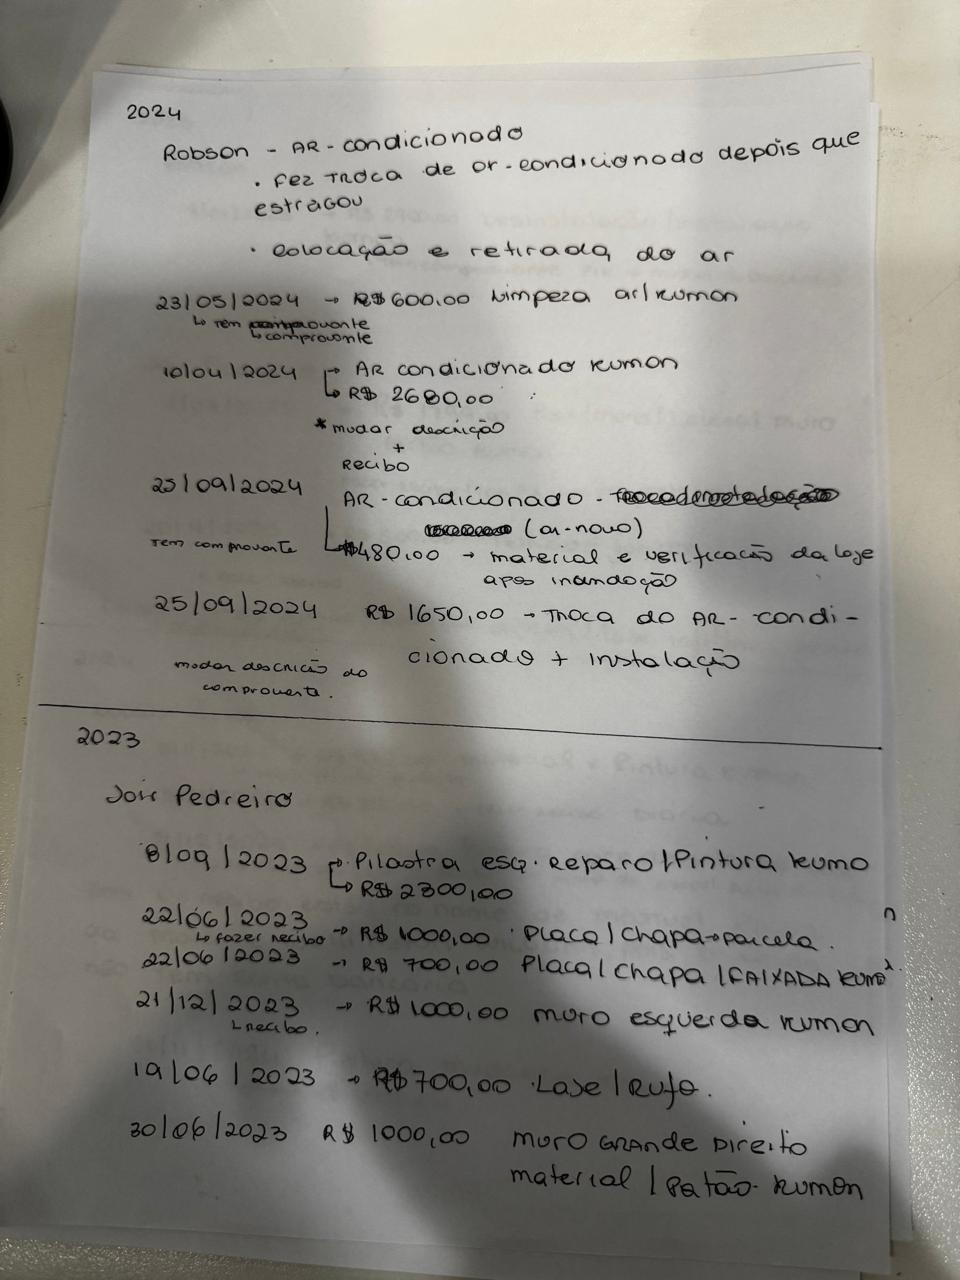 2024
Robson - AR-condicionado
• fez troca de ar-condicionado depois que
estragou
• colocação e retirada do ar
23/05/2024 → R$600,00 Limpeza ar/Kumon
↳ Tem comprovante
↳ comprovante
10/04/2024 → AR condicionado Kumon
↳ R$ 2680,00
*mudar descrição
+
Recibo
25/09/2024 AR-condicionado -
(ar-novo)
Tem comprovante ↳ R$480,00 → material e verificação da laje
apos inundação
25/09/2024 R$ 1650,00 → Troca do AR-condi-
cionado + instalação
mudar descrição do
comprovante.
2023
José Pedreiro
8/09/2023 → Pilastra esq. Reparo/Pintura Kumo
↳ R$ 2300,00
n
22/06/2023
↳ fazer recibo → R$ 1000,00 • Placa/chapa→parcela.
22/06/2023 → R$ 700,00 Placa/chapa/FAIXADA Kumo
21/12/2023 → R$1000,00 muro esquerda Kumon
↳ recibo.
19/06/2023 → R$700,00 • Laje/Rufo.
30/06/2023 R$ 1000,00 muro GRANDE Direito
material / Portão Kumon